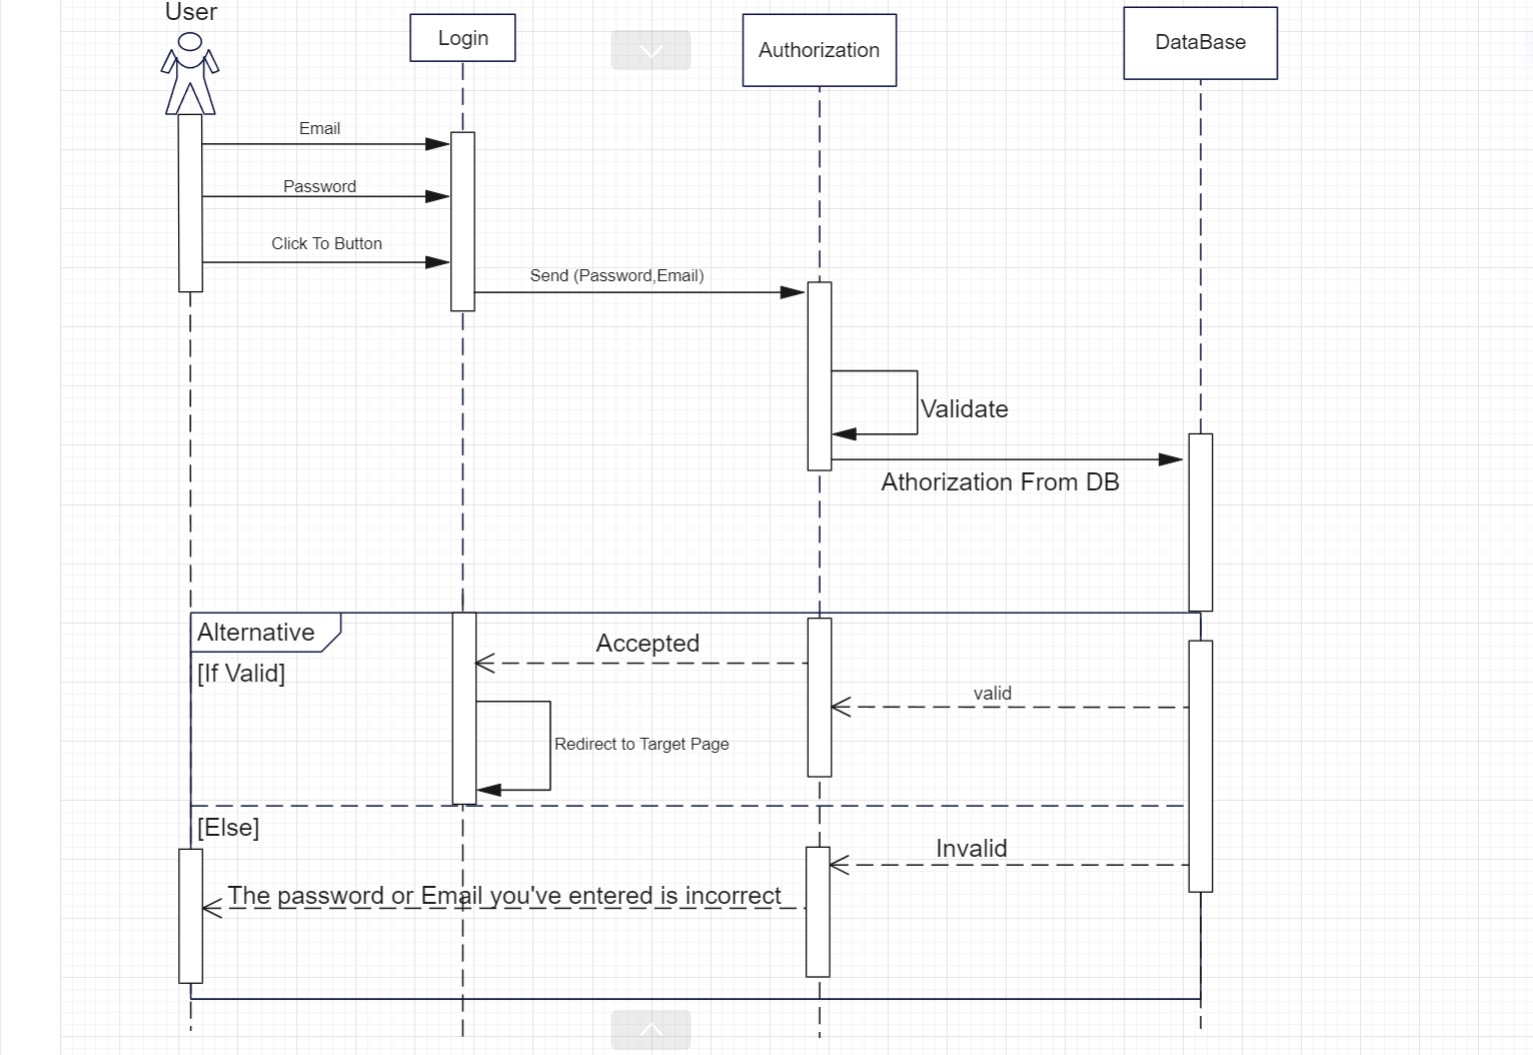 User
Login
Authorization
DataBase
Email
Password
Click To Button
Send (Password,Email)
Validate
Athorization From DB
Alternative
[If Valid]
Accepted
valid
Redirect to Target Page
[Else]
Invalid
The password or Email you've entered is incorrect